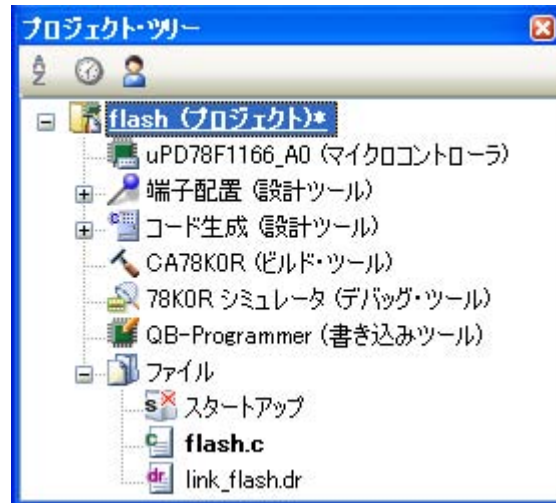 プロジェクト・ツリー
flash (プロジェクト)*
uPD78F1166_A0 (マイクロコントローラ)
端子配置 (設計ツール)
コード生成 (設計ツール)
CA78K0R (ビルド・ツール)
78K0R シミュレータ (デバッグ・ツール)
QB-Programmer (書き込みツール)
ファイル
スタートアップ
flash.c
link_flash.dr